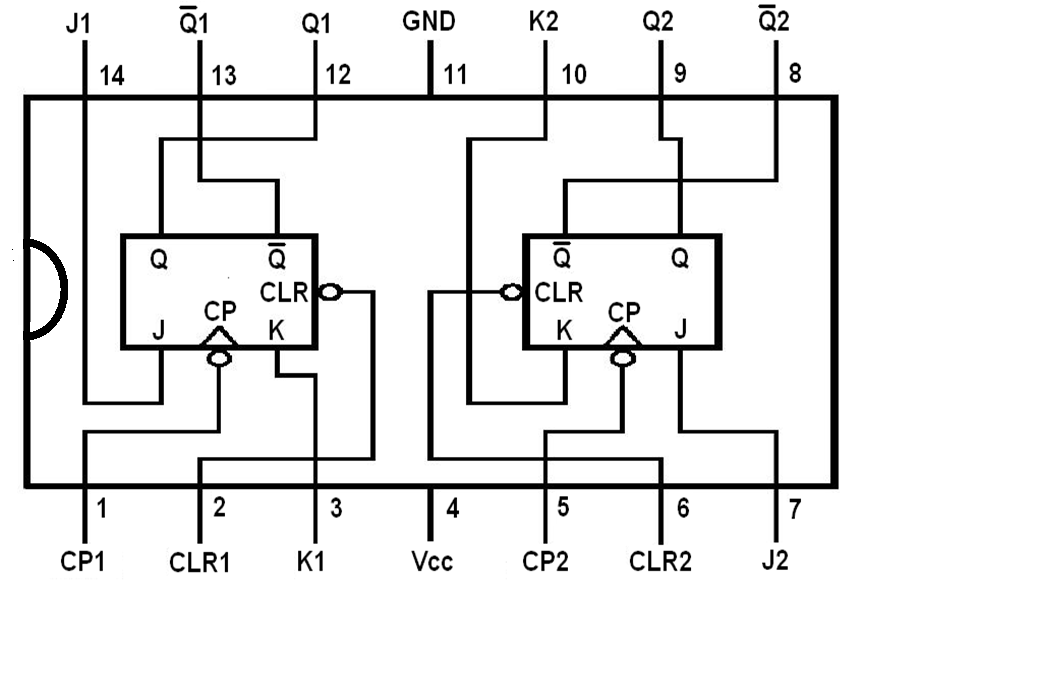 J1 Q̅1 Q1 GND K2 Q2 Q̅2
14 13 12 11 10 9 8
Q Q̅ Q̅ Q
CLR CLR
CP CP
J K K J
1 2 3 4 5 6 7
CP1 CLR1 K1 Vcc CP2 CLR2 J2